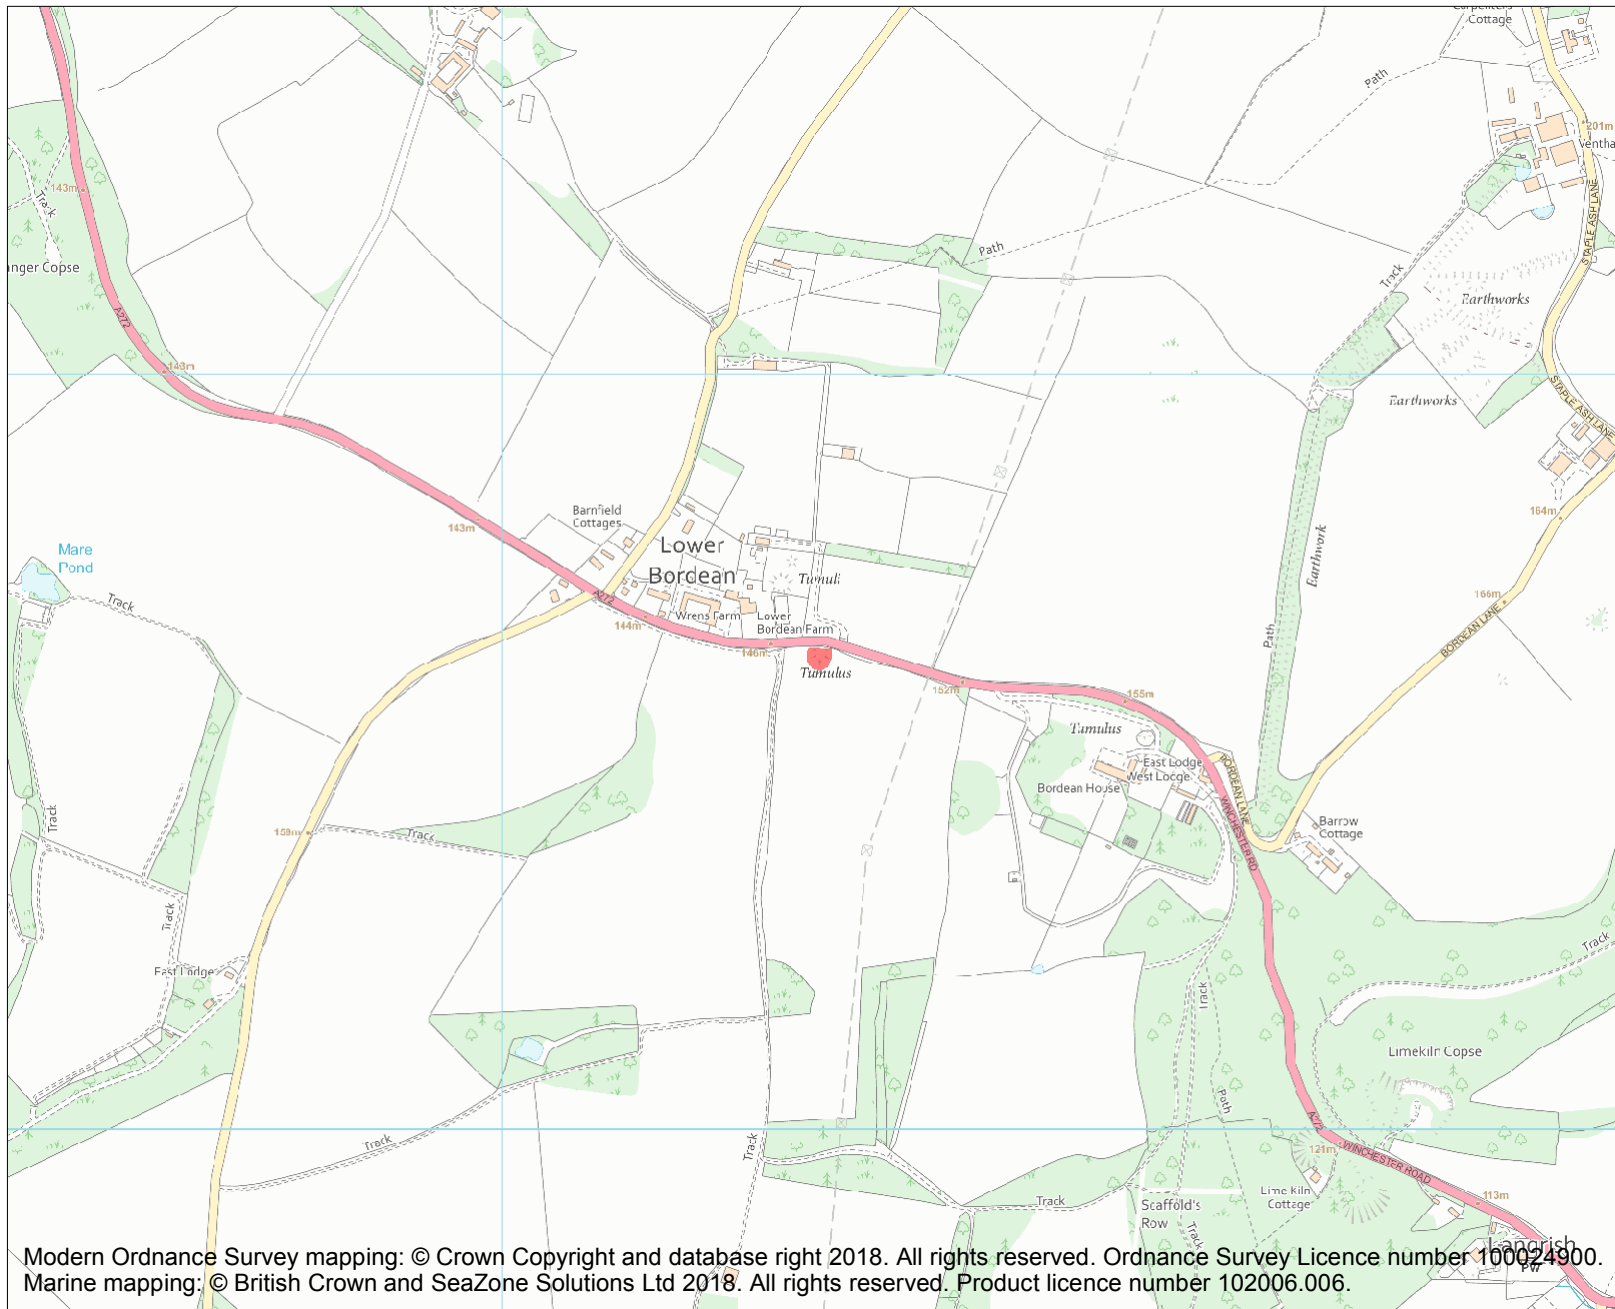 Cottage
Path
201m
143m
Track
STAPLE ASH LANE
Path
anger Copse
Track
Earthworks
A272
143m
STAPLE ASH LANE
Earthworks
Barnfield
Cottages
164m
143m
Lower
Bordean
Mare
Pond
Tumuli
Earthwork
Track
A272
166m
Wrens Farm
Lower
Bordean Farm
144m
BORDEAN LANE
Path
146m
Tumulus
152m
155m
Tumulus
East Lodge
West Lodge
BORDEAN LANE
Bordean House
WINCHESTER RD
Track
159m
Track
Barrow
Cottage
Track
Track
East Lodge
Track
Limekiln Copse
Path
A272
Track
Track
121m
WINCHESTER ROAD
Lime Kiln
Cottage
113m
Track
Scaffold's
Row
Track
Langrish
PW
Modern Ordnance Survey mapping: © Crown Copyright and database right 2018. All rights reserved. Ordnance Survey Licence number 100024900.
Marine mapping: © British Crown and SeaZone Solutions Ltd 2018. All rights reserved. Product licence number 102006.006.